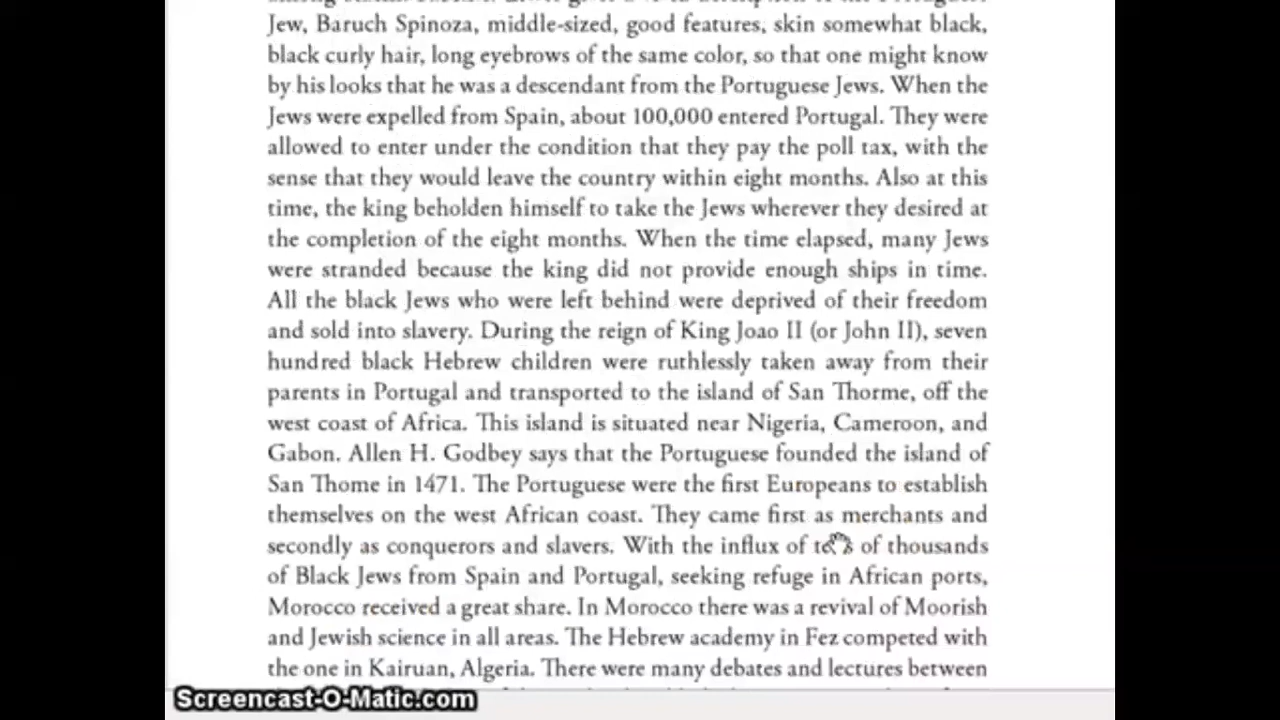 Jew, Baruch Spinoza, middle-sized, good features, skin somewhat black,
black curly hair, long eyebrows of the same color, so that one might know
by his looks that he was a descendant from the Portuguese Jews. When the
Jews were expelled from Spain, about 100,000 entered Portugal. They were
allowed to enter under the condition that they pay the poll tax, with the
sense that they would leave the country within eight months. Also at this
time, the king beholden himself to take the Jews wherever they desired at
the completion of the eight months. When the time elapsed, many Jews
were stranded because the king did not provide enough ships in time.
All the black Jews who were left behind were deprived of their freedom
and sold into slavery. During the reign of King Joao II (or John II), seven
hundred black Hebrew children were ruthlessly taken away from their
parents in Portugal and transported to the island of San Thorme, off the
west coast of Africa. This island is situated near Nigeria, Cameroon, and
Gabon. Allen H. Godbey says that the Portuguese founded the island of
San Thome in 1471. The Portuguese were the first Europeans to establish
themselves on the west African coast. They came first as merchants and
secondly as conquerors and slavers. With the influx of tens of thousands
of Black Jews from Spain and Portugal, seeking refuge in African ports,
Morocco received a great share. In Morocco there was a revival of Moorish
and Jewish science in all areas. The Hebrew academy in Fez competed with
the one in Kairuan, Algeria. There were many debates and lectures between
Screencast-O-Matic.com